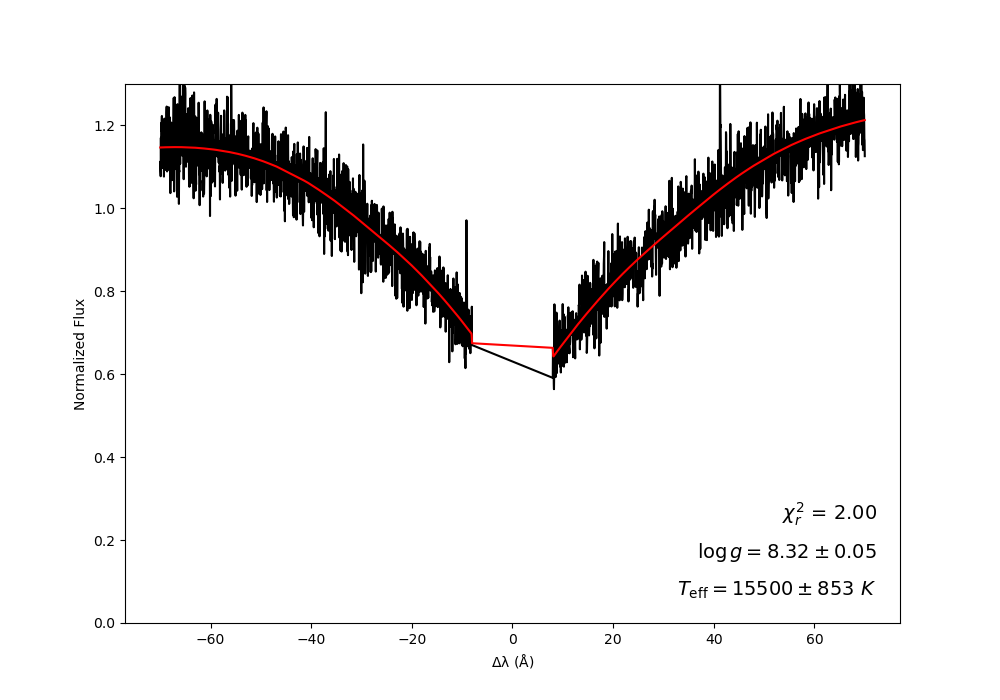 1.2
1.0
0.8
0.6
0.4
0.2
0.0
Normalized Flux
χ²ᵣ = 2.00
log g = 8.32 ± 0.05
T_eff = 15500 ± 853 K
−60 −40 −20 0 20 40 60
Δλ (Å)